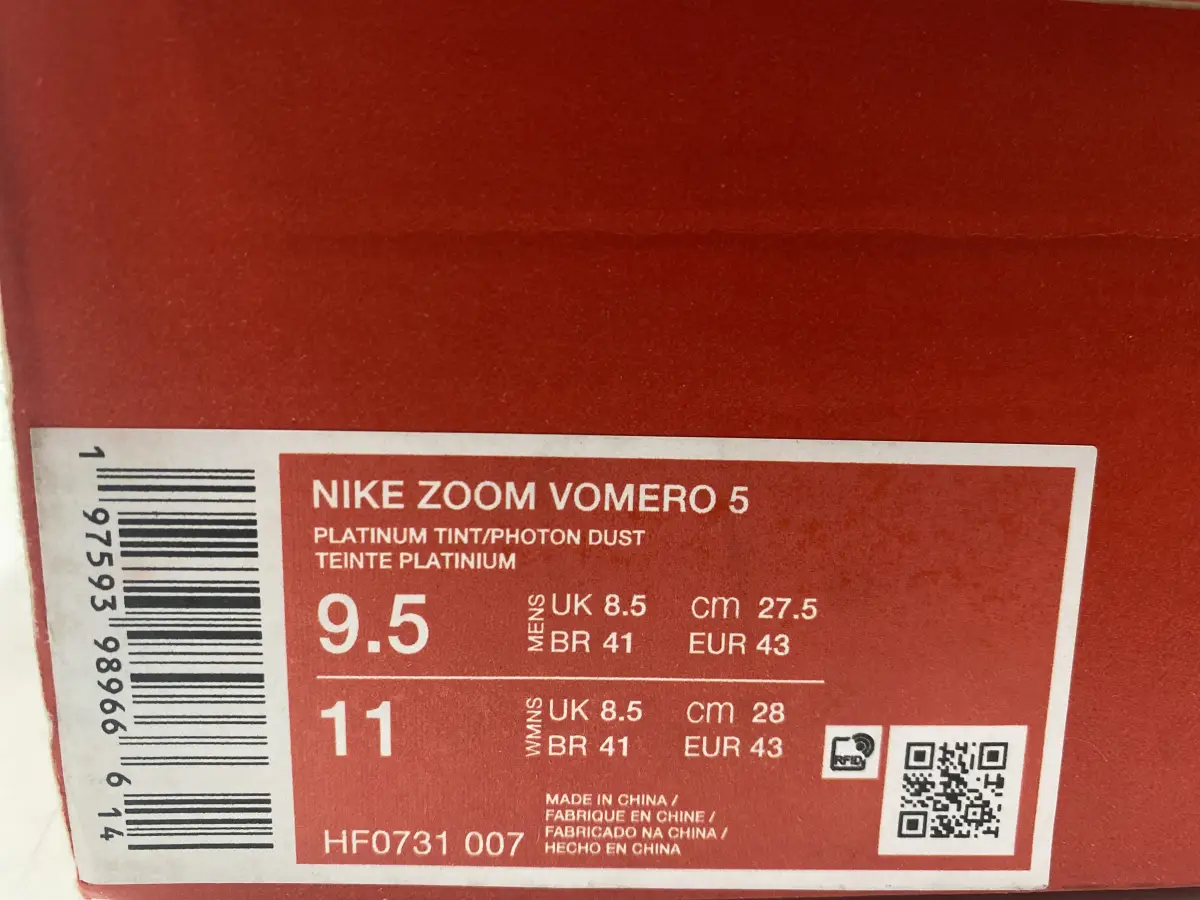 NIKE ZOOM VOMERO 5
PLATINUM TINT/PHOTON DUST
TEINTE PLATINIUM
9.5
MENS
UK 8.5 cm 27.5
BR 41 EUR 43
11
WMNS
UK 8.5 cm 28
BR 41 EUR 43
RFID
MADE IN CHINA /
FABRIQUE EN CHINE /
FABRICADO NA CHINA /
HECHO EN CHINA
HF0731 007
1 97593 98966 6 14